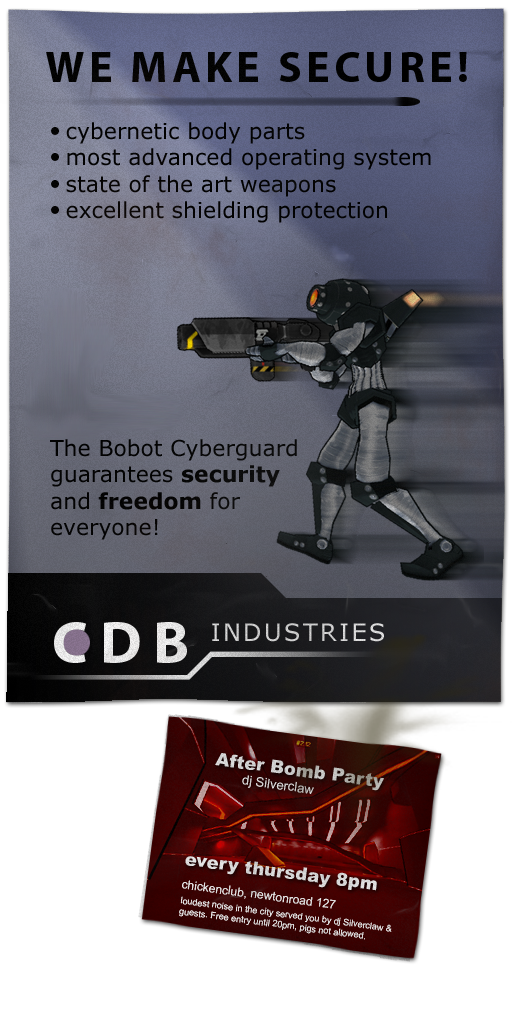 WE MAKE SECURE!
• cybernetic body parts
• most advanced operating system
• state of the art weapons
• excellent shielding protection
The Bobot Cyberguard
guarantees security
and freedom for
everyone!
CDB INDUSTRIES
After Bomb Party
dj Silverclaw
every thursday 8pm
chickenclub, newtonroad 127
loudest noise in the city served you by dj Silverclaw &
guests. Free entry until 20pm, pigs not allowed.